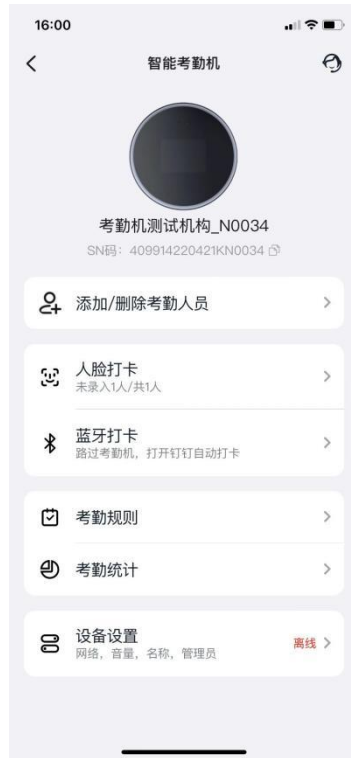 16:00
智能考勤机
考勤机测试机构_N0034
SN码：409914220421KN0034
添加/删除考勤人员
人脸打卡
未录入1人/共1人
蓝牙打卡
路过考勤机，打开钉钉自动打卡
考勤规则
考勤统计
设备设置
网络，音量，名称，管理员
离线